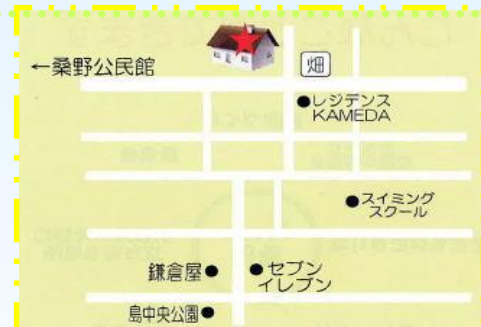 ←桑野公民館
畑
●レジデンス
KAMEDA
●スイミング
スクール
鎌倉屋●
●セブン
イレブン
島中央公園●